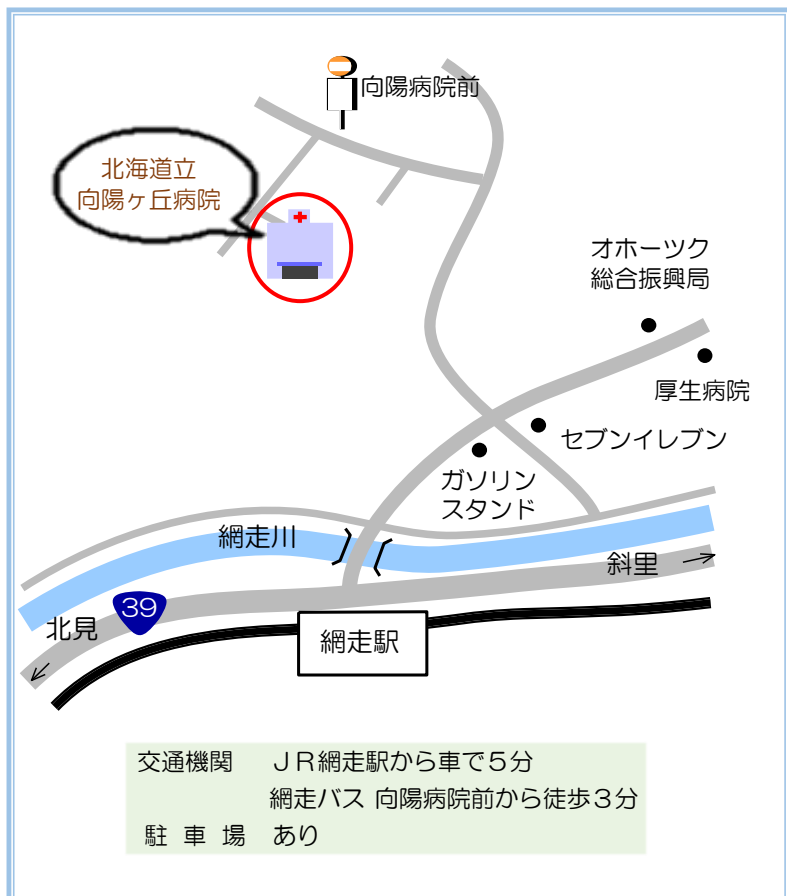 向陽病院前
北海道立
向陽ヶ丘病院
オホーツク
総合振興局
厚生病院
セブンイレブン
ガソリン
スタンド
網走川
斜里
39
北見
網走駅
交通機関　ＪＲ網走駅から車で５分
網走バス 向陽病院前から徒歩３分
駐 車 場　あり